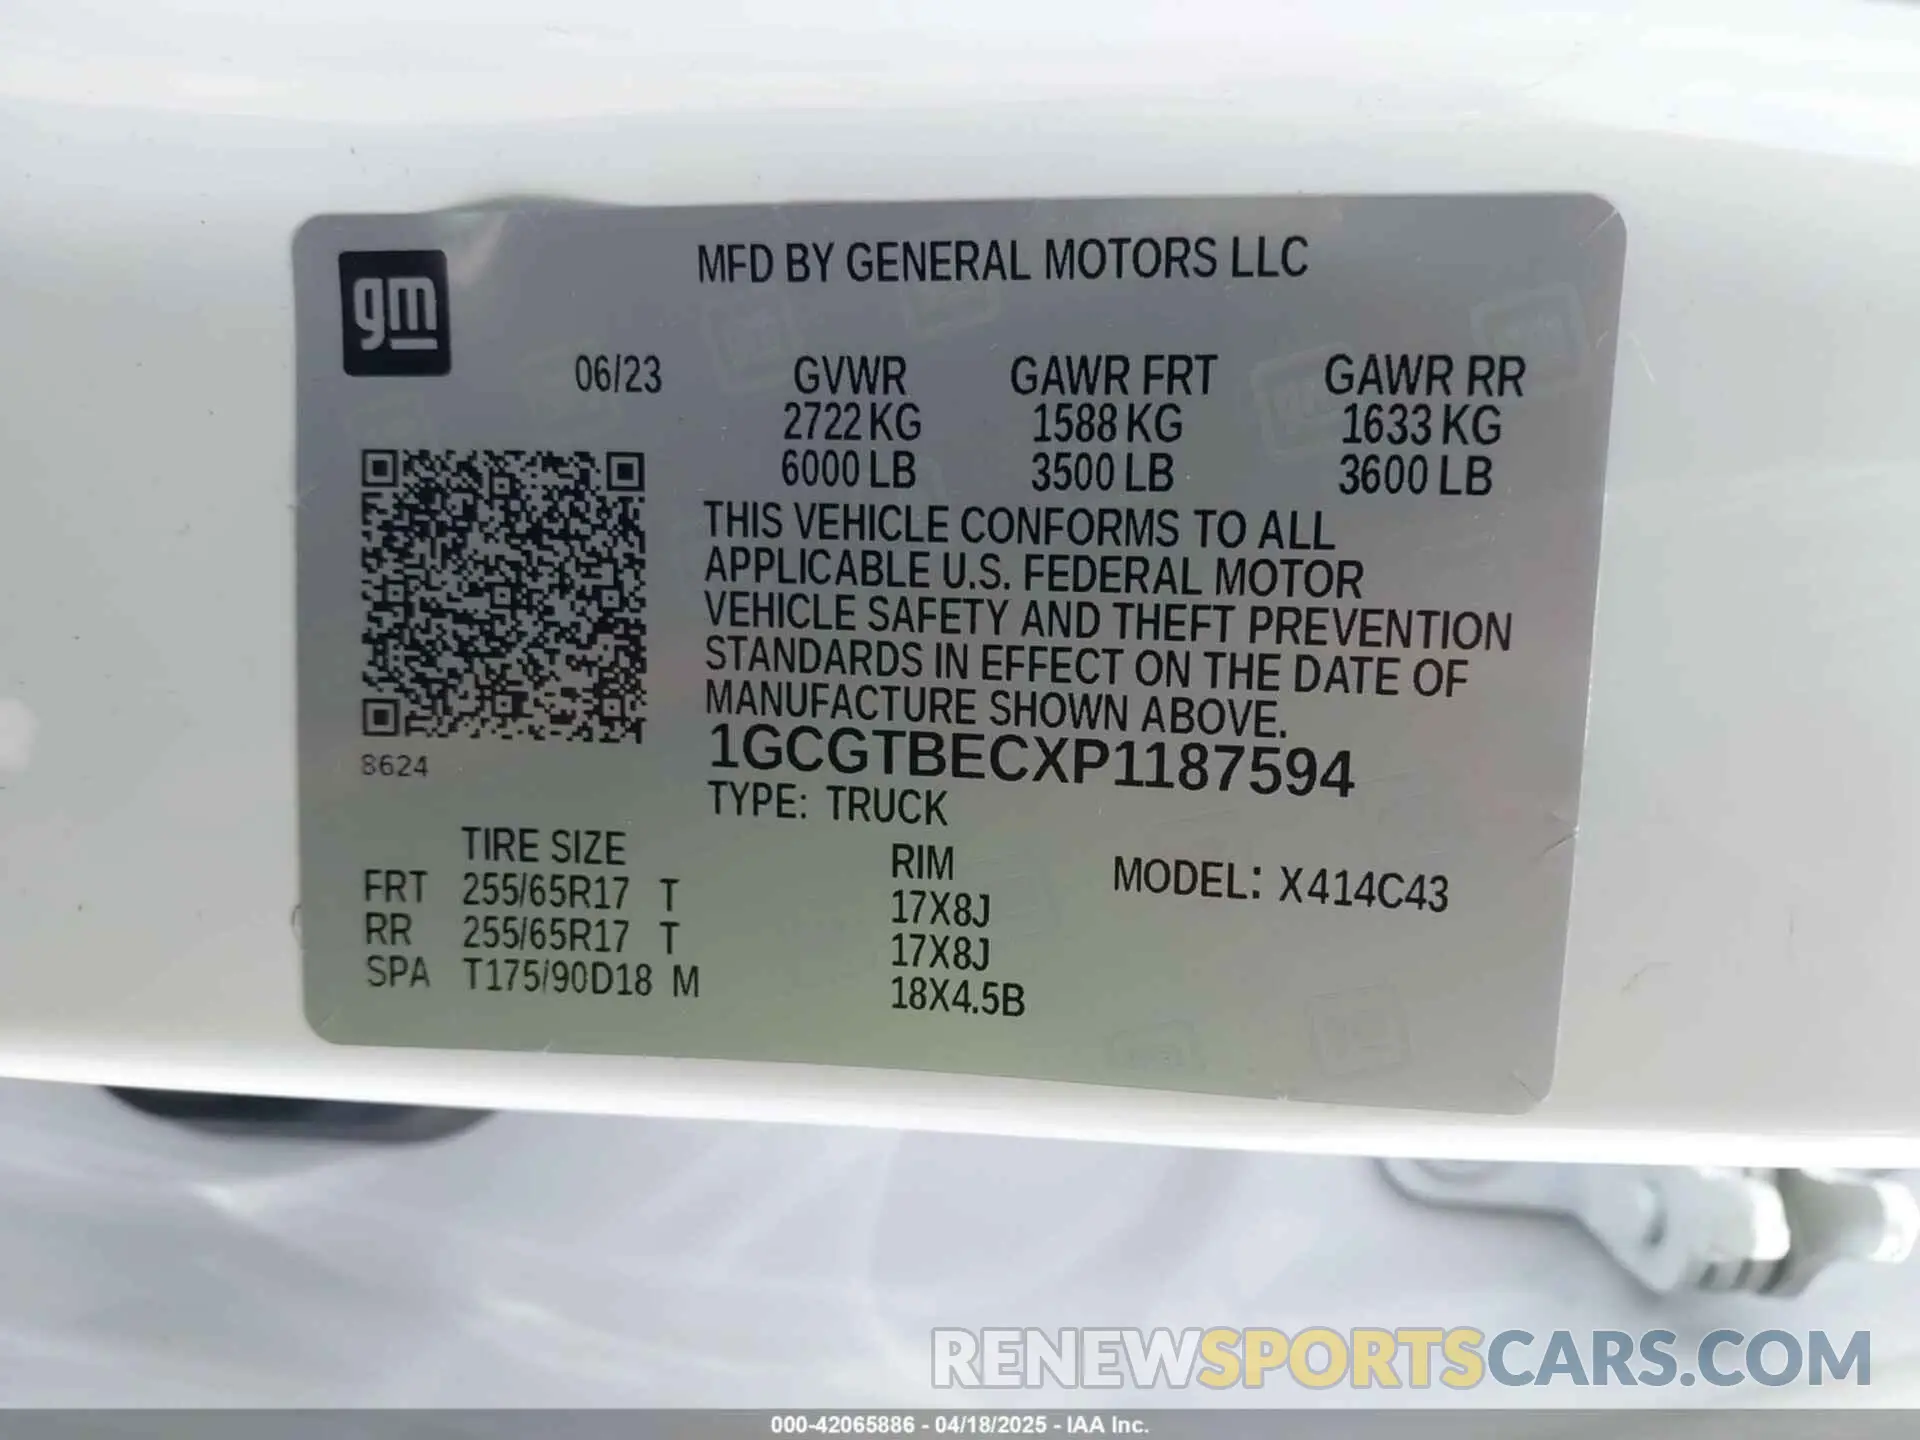 gm
MFD BY GENERAL MOTORS LLC
06/23 GVWR GAWR FRT GAWR RR
2722 KG 1588 KG 1633 KG
6000 LB 3500 LB 3600 LB
THIS VEHICLE CONFORMS TO ALL
APPLICABLE U.S. FEDERAL MOTOR
VEHICLE SAFETY AND THEFT PREVENTION
STANDARDS IN EFFECT ON THE DATE OF
MANUFACTURE SHOWN ABOVE.
8624
1GCGTBECXP1187594
TYPE: TRUCK
TIRE SIZE RIM MODEL: X414C43
FRT 255/65R17 T 17X8J
RR 255/65R17 T 17X8J
SPA T175/90D18 M 18X4.5B
RENEWSPORTSCARS.COM
000-42065886 - 04/18/2025 - IAA Inc.